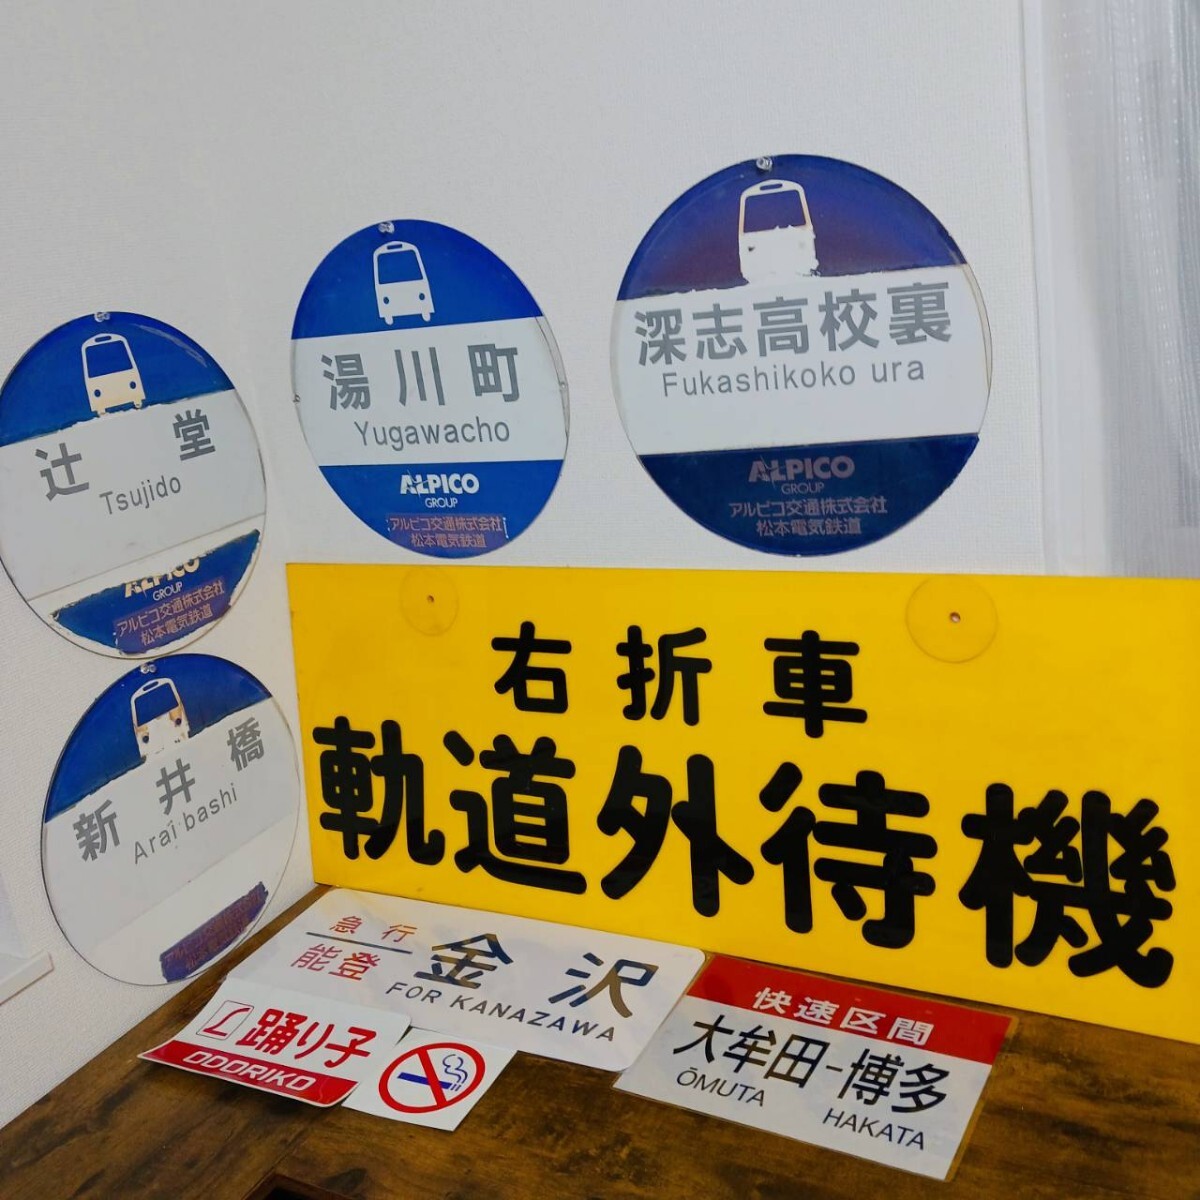 辻堂
Tsujido
ALPICO
GROUP
アルピコ交通株式会社
松本電気鉄道
湯川町
Yugawacho
ALPICO
GROUP
アルピコ交通株式会社
松本電気鉄道
深志高校裏
Fukashikoko ura
ALPICO
GROUP
アルピコ交通株式会社
松本電気鉄道
新井橋
Arai bashi
右折車
軌道外待機
急行
能登
金沢
FOR KANAZAWA
L 踊り子
ODORIKO
快速区間
大牟田-博多
ŌMUTA HAKATA